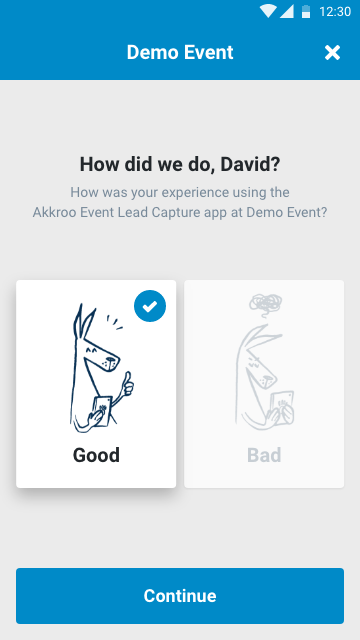 12:30
Demo Event
How did we do, David?
How was your experience using the
Akkroo Event Lead Capture app at Demo Event?
Good
Bad
Continue